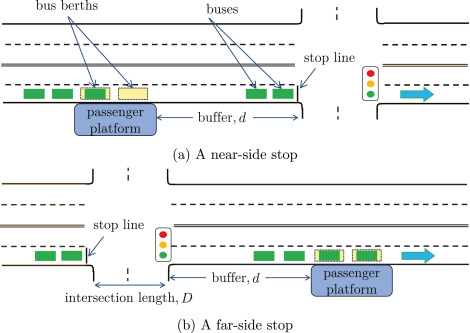 bus berths
buses
stop line
passenger
platform
buffer, d
(a) A near-side stop
stop line
buffer, d
passenger
platform
intersection length, D
(b) A far-side stop